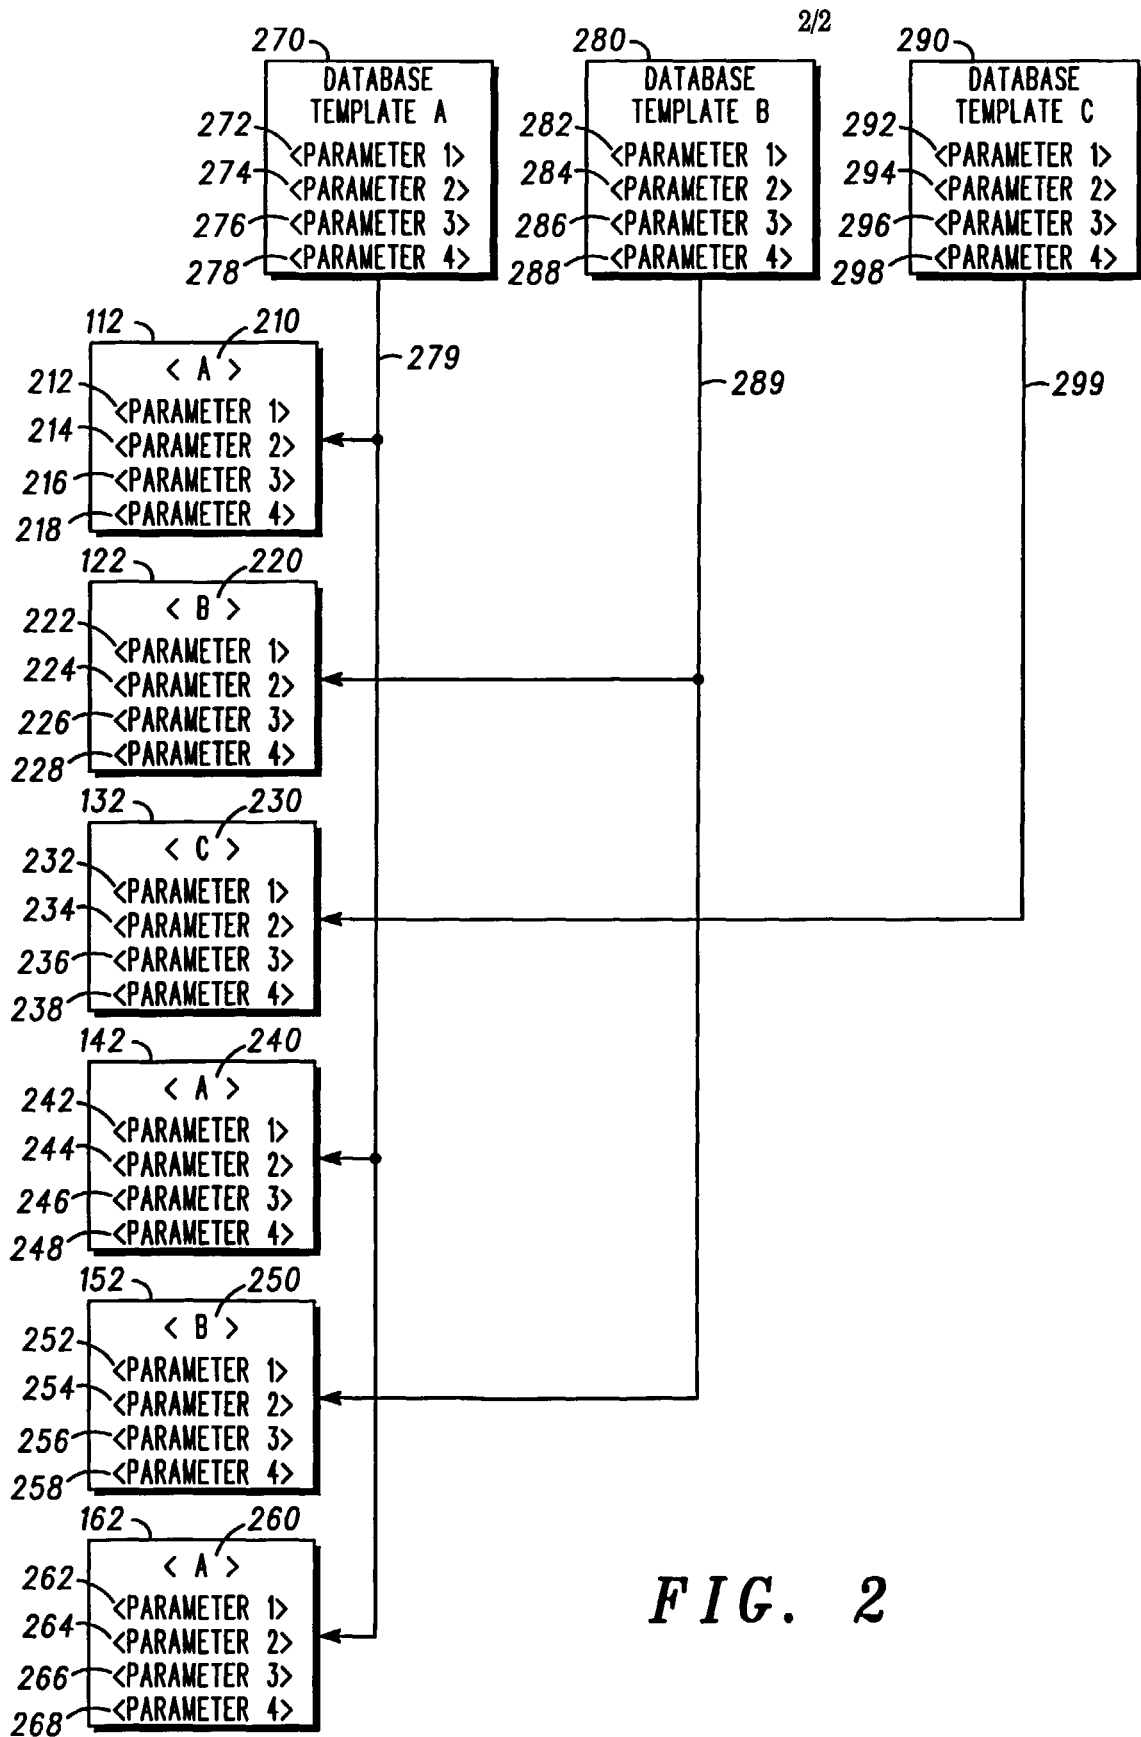 2/2
270
DATABASE
TEMPLATE A
272 <PARAMETER 1>
274 <PARAMETER 2>
276 <PARAMETER 3>
278 <PARAMETER 4>
279
280
DATABASE
TEMPLATE B
282 <PARAMETER 1>
284 <PARAMETER 2>
286 <PARAMETER 3>
288 <PARAMETER 4>
289
290
DATABASE
TEMPLATE C
292 <PARAMETER 1>
294 <PARAMETER 2>
296 <PARAMETER 3>
298 <PARAMETER 4>
299
112 210
< A >
212 <PARAMETER 1>
214 <PARAMETER 2>
216 <PARAMETER 3>
218 <PARAMETER 4>
122 220
< B >
222 <PARAMETER 1>
224 <PARAMETER 2>
226 <PARAMETER 3>
228 <PARAMETER 4>
132 230
< C >
232 <PARAMETER 1>
234 <PARAMETER 2>
236 <PARAMETER 3>
238 <PARAMETER 4>
142 240
< A >
242 <PARAMETER 1>
244 <PARAMETER 2>
246 <PARAMETER 3>
248 <PARAMETER 4>
152 250
< B >
252 <PARAMETER 1>
254 <PARAMETER 2>
256 <PARAMETER 3>
258 <PARAMETER 4>
162 260
< A >
262 <PARAMETER 1>
264 <PARAMETER 2>
266 <PARAMETER 3>
268 <PARAMETER 4>
FIG. 2